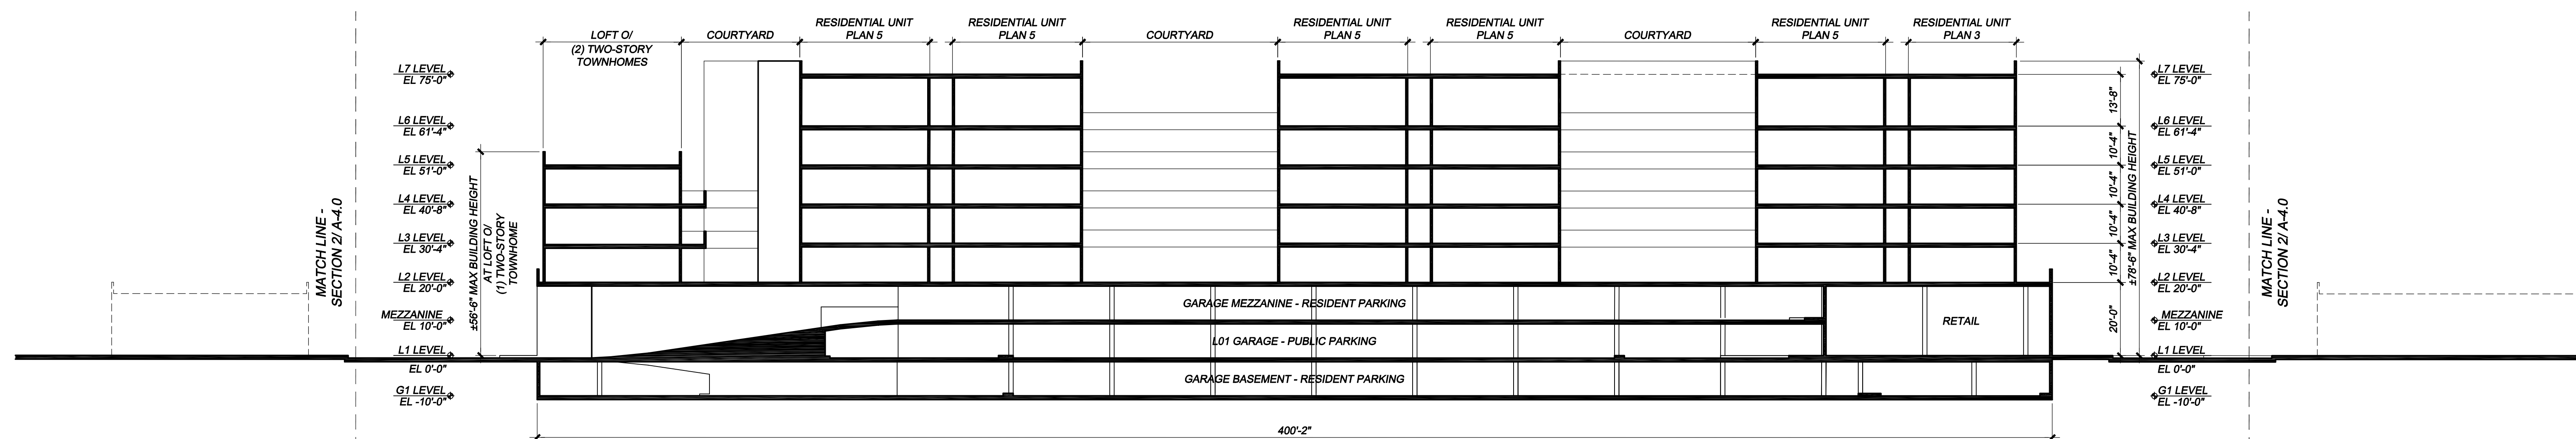 RESIDENTIAL UNIT
PLAN 5
RESIDENTIAL UNIT
PLAN 5
RESIDENTIAL UNIT
PLAN 5
RESIDENTIAL UNIT
PLAN 5
RESIDENTIAL UNIT
PLAN 5
RESIDENTIAL UNIT
PLAN 3
LOFT O/
(2) TWO-STORY
TOWNHOMES
COURTYARD
COURTYARD
COURTYARD
L7 LEVEL
EL 75'-0"
L6 LEVEL
EL 61'-4"
L5 LEVEL
EL 51'-0"
L4 LEVEL
EL 40'-8"
L3 LEVEL
EL 30'-4"
L2 LEVEL
EL 20'-0"
MEZZANINE
EL 10'-0"
L1 LEVEL
EL 0'-0"
G1 LEVEL
EL -10'-0"
MATCH LINE -
SECTION 2/ A-4.0
±56'-6" MAX BUILDING HEIGHT
AT LOFT O/
(1) TWO-STORY
TOWNHOME
GARAGE MEZZANINE - RESIDENT PARKING
L01 GARAGE - PUBLIC PARKING
GARAGE BASEMENT - RESIDENT PARKING
RETAIL
400'-2"
13'-8"
10'-4"
10'-4"
10'-4"
10'-4"
20'-0"
±78'-6" MAX BUILDING HEIGHT
L7 LEVEL
EL 75'-0"
L6 LEVEL
EL 61'-4"
L5 LEVEL
EL 51'-0"
L4 LEVEL
EL 40'-8"
L3 LEVEL
EL 30'-4"
L2 LEVEL
EL 20'-0"
MEZZANINE
EL 10'-0"
L1 LEVEL
EL 0'-0"
G1 LEVEL
EL -10'-0"
MATCH LINE -
SECTION 2/ A-4.0